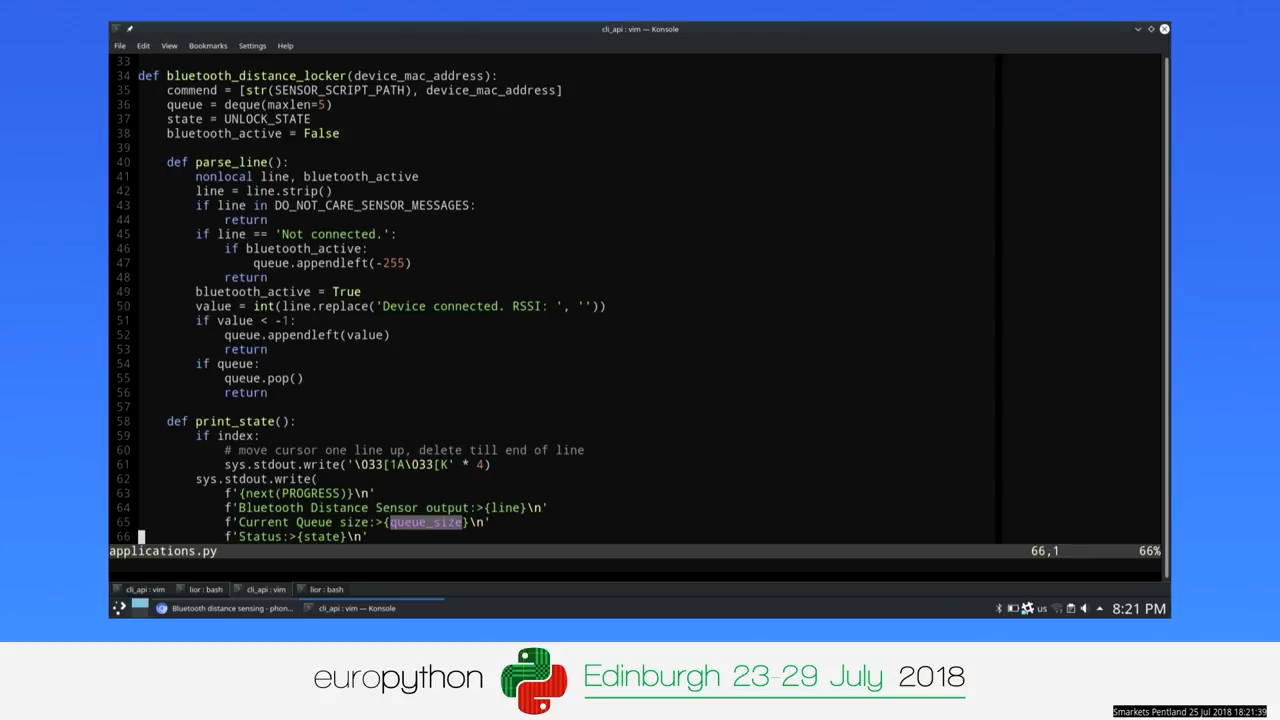 cli_api : vim — Konsole
File Edit View Bookmarks Settings Help
33
34 def bluetooth_distance_locker(device_mac_address):
35     commend = [str(SENSOR_SCRIPT_PATH), device_mac_address]
36     queue = deque(maxlen=5)
37     state = UNLOCK_STATE
38     bluetooth_active = False
39
40     def parse_line():
41         nonlocal line, bluetooth_active
42         line = line.strip()
43         if line in DO_NOT_CARE_SENSOR_MESSAGES:
44             return
45         if line == 'Not connected.':
46             if bluetooth_active:
47                 queue.appendleft(-255)
48             return
49         bluetooth_active = True
50         value = int(line.replace('Device connected. RSSI: ', ''))
51         if value < -1:
52             queue.appendleft(value)
53             return
54         if queue:
55             queue.pop()
56             return
57
58     def print_state():
59         if index:
60             # move cursor one line up, delete till end of line
61             sys.stdout.write('\033[1A\033[K' * 4)
62         sys.stdout.write(
63             f'{next(PROGRESS)}\n'
64             f'Bluetooth Distance Sensor output:>{line}\n'
65             f'Current Queue size:>{queue_size}\n'
66             f'Status:>{state}\n'
applications.py 66,1 66%
cli_api : vim lior : bash cli_api : vim lior : bash
Bluetooth distance sensing - phon... cli_api : vim — Konsole us 8:21 PM
europython Edinburgh 23-29 July 2018
Smarkets Pentland 25 Jul 2018 18:21:39